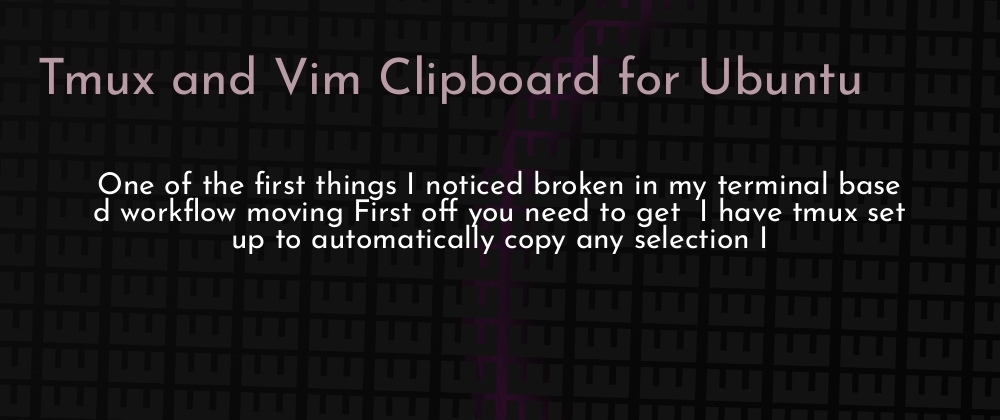 Tmux and Vim Clipboard for Ubuntu
One of the first things I noticed broken in my terminal base
d workflow moving First off you need to get  I have tmux set
up to automatically copy any selection I